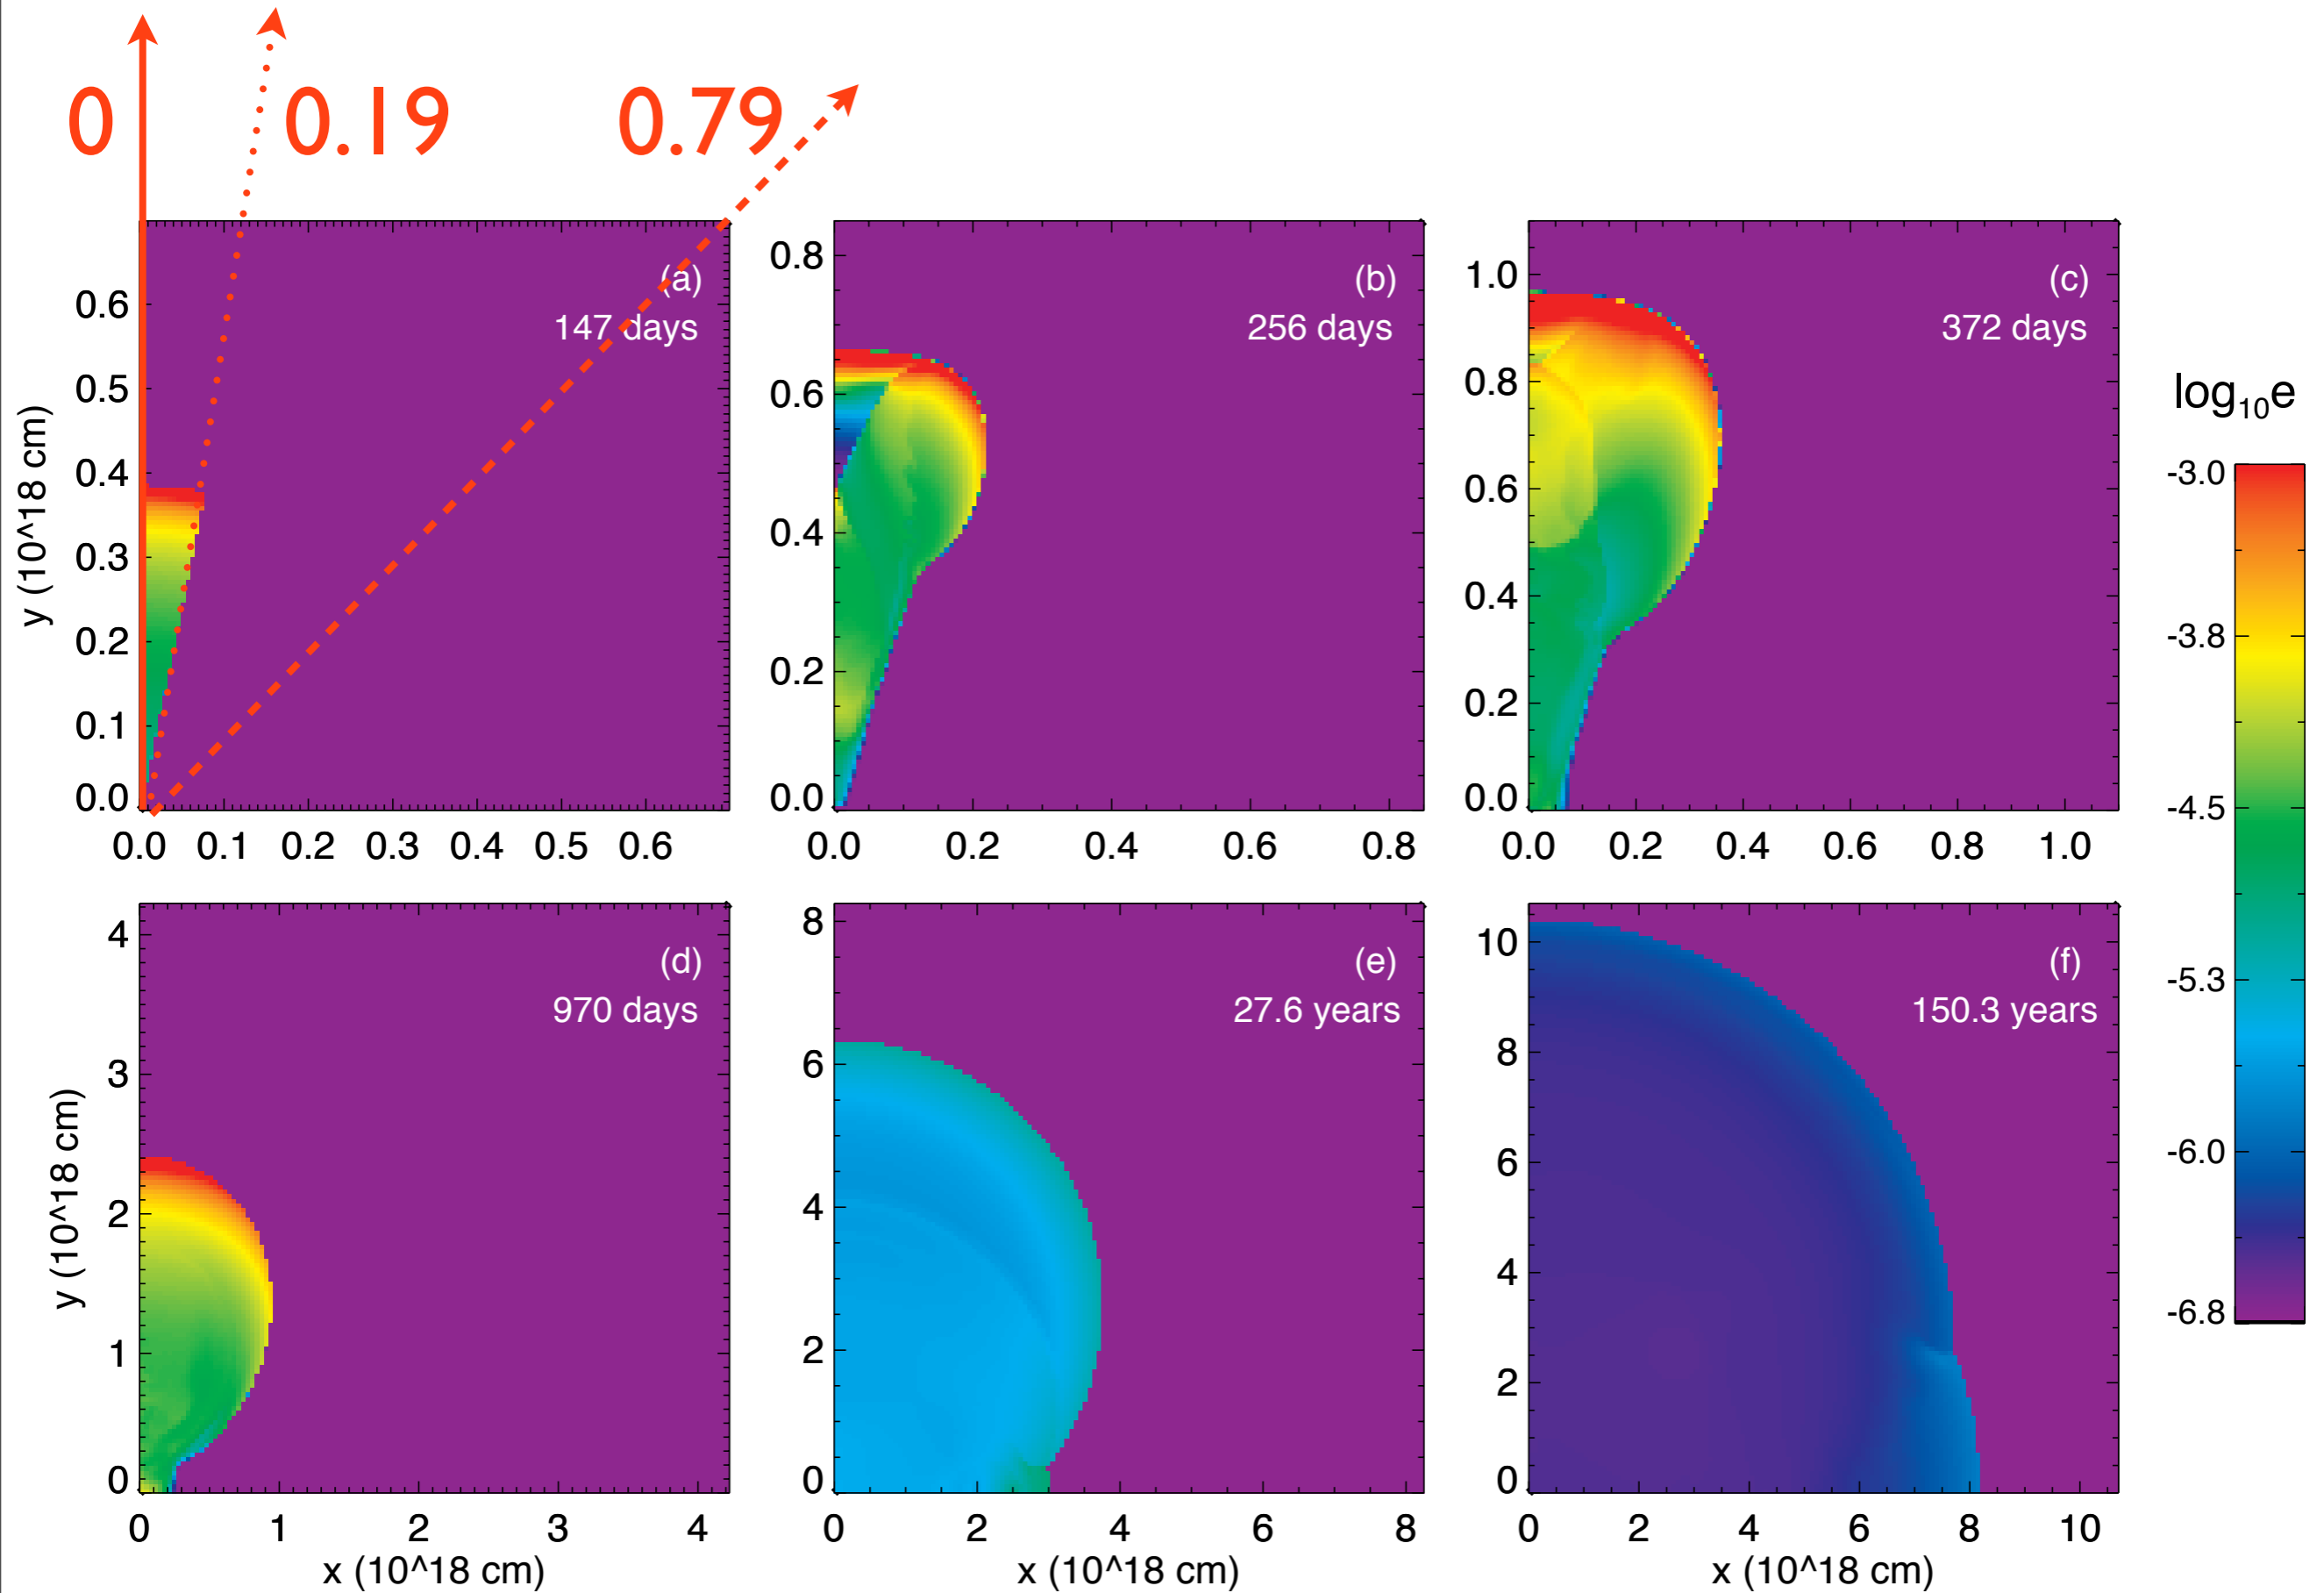 0 0.19 0.79
(a)
147 days
(b)
256 days
(c)
372 days
y (10^18 cm)
0.6
0.5
0.4
0.3
0.2
0.1
0.0
0.0 0.1 0.2 0.3 0.4 0.5 0.6
0.8
0.6
0.4
0.2
0.0
0.0 0.2 0.4 0.6 0.8
1.0
0.8
0.6
0.4
0.2
0.0
0.0 0.2 0.4 0.6 0.8 1.0
log10e
-3.0
-3.8
-4.5
-5.3
-6.0
-6.8
(d)
970 days
(e)
27.6 years
(f)
150.3 years
y (10^18 cm)
4
3
2
1
0
0 1 2 3 4
x (10^18 cm)
8
6
4
2
0
0 2 4 6 8
x (10^18 cm)
10
8
6
4
2
0
0 2 4 6 8 10
x (10^18 cm)